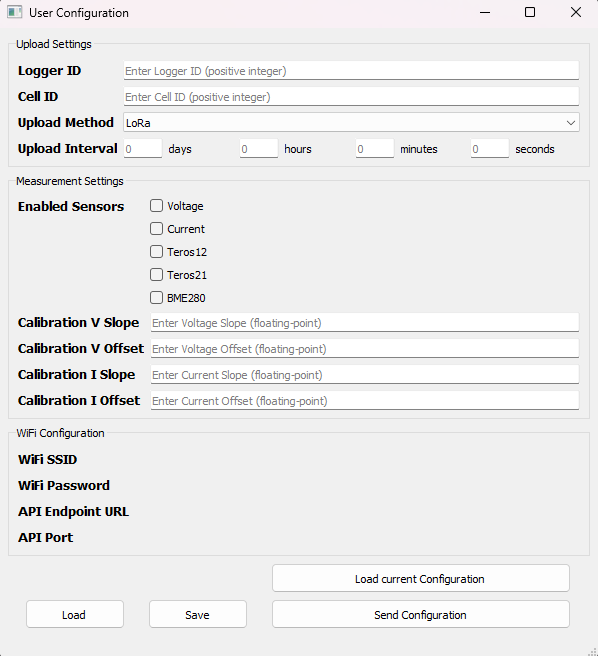 User Configuration
Upload Settings
Logger ID Enter Logger ID (positive integer)
Cell ID Enter Cell ID (positive integer)
Upload Method LoRa
Upload Interval 0 days 0 hours 0 minutes 0 seconds
Measurement Settings
Enabled Sensors Voltage
Current
Teros12
Teros21
BME280
Calibration V Slope Enter Voltage Slope (floating-point)
Calibration V Offset Enter Voltage Offset (floating-point)
Calibration I Slope Enter Current Slope (floating-point)
Calibration I Offset Enter Current Offset (floating-point)
WiFi Configuration
WiFi SSID
WiFi Password
API Endpoint URL
API Port
Load current Configuration
Load Save Send Configuration